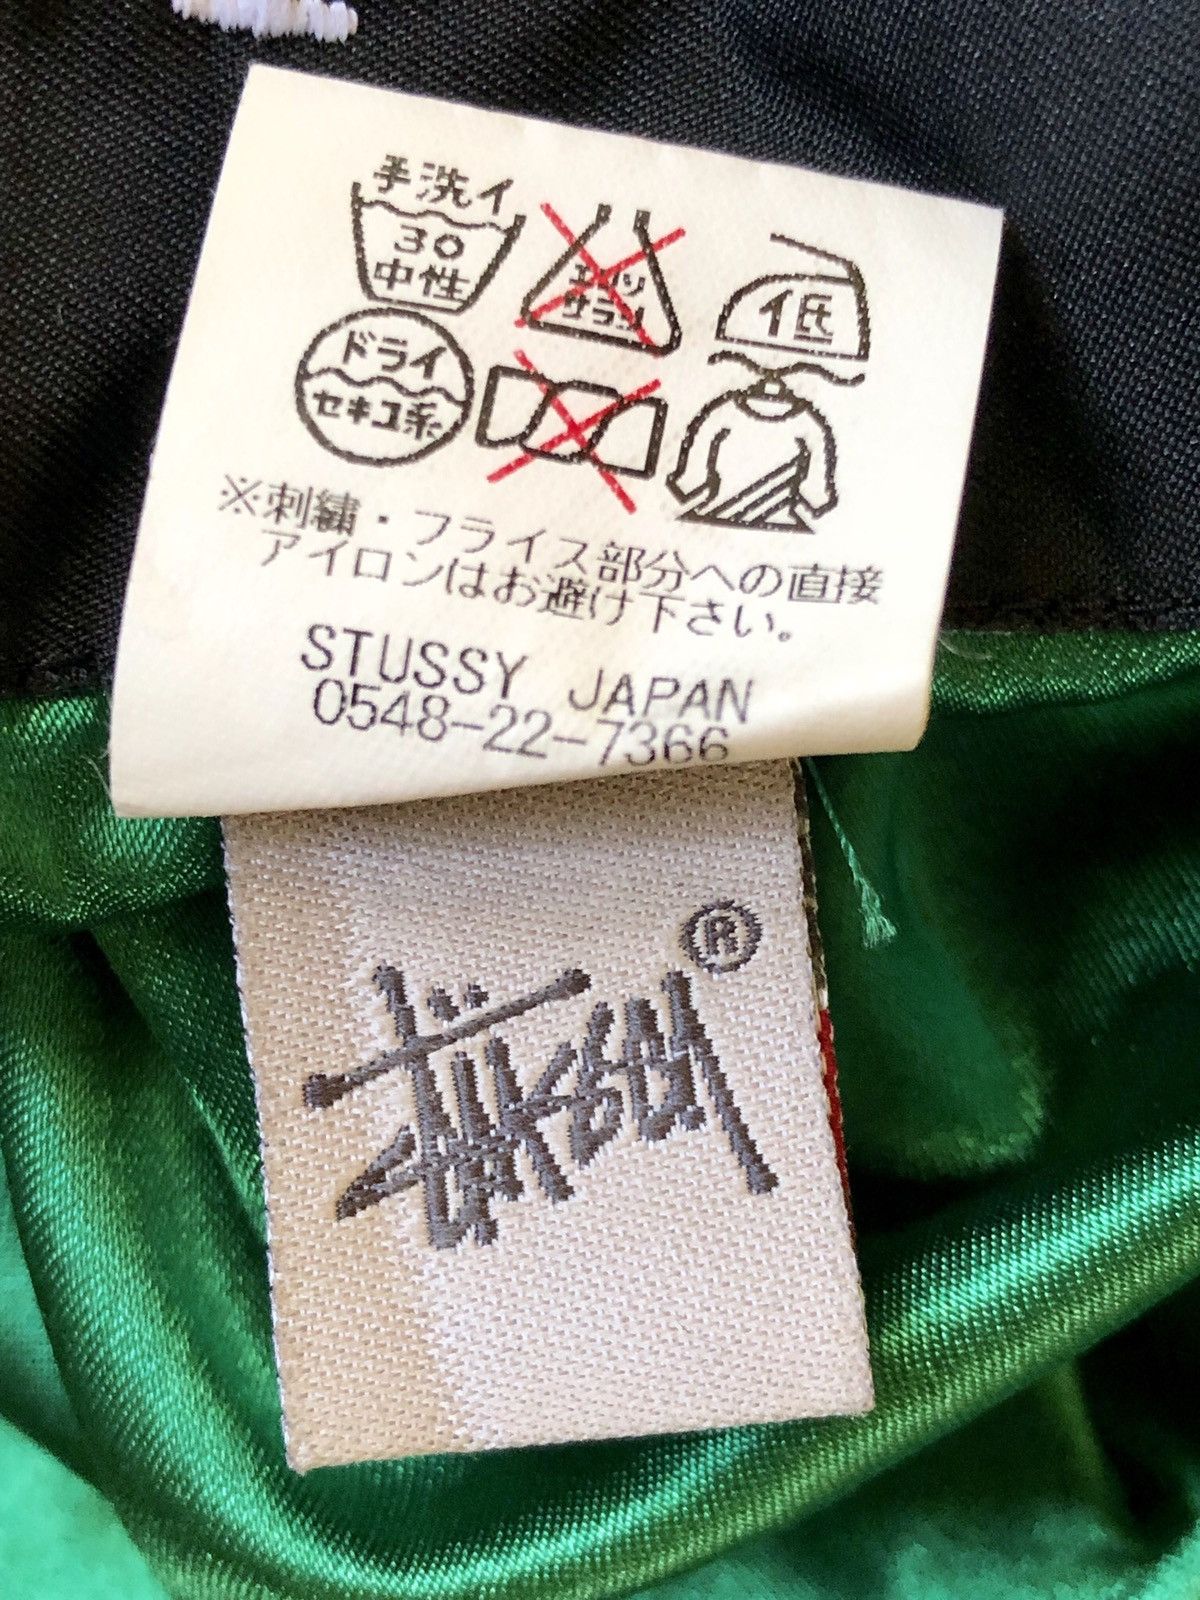 手洗イ
30
中性
エンソ
サラシ
低
ドライ
セキユ系
※刺繍・フライス部分への直接
アイロンはお避け下さい。
STUSSY JAPAN
0548-22-7366
®
Stüssy